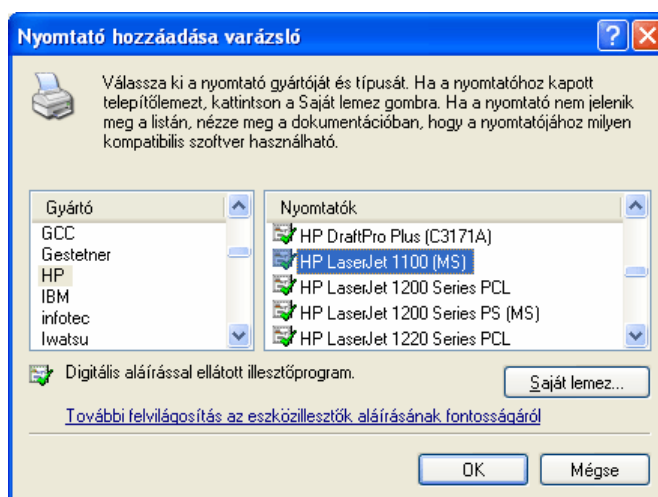 Nyomtató hozzáadása varázsló
Válassza ki a nyomtató gyártóját és típusát. Ha a nyomtatóhoz kapott
telepítőlemezt, kattintson a Saját lemez gombra. Ha a nyomtató nem jelenik
meg a listán, nézze meg a dokumentációban, hogy a nyomtatójához milyen
kompatibilis szoftver használható.
Gyártó
GCC
Gestetner
HP
IBM
infotec
Iwatsu
Nyomtatók
HP DraftPro Plus (C3171A)
HP LaserJet 1100 (MS)
HP LaserJet 1200 Series PCL
HP LaserJet 1200 Series PS (MS)
HP LaserJet 1220 Series PCL
Digitális aláírással ellátott illesztőprogram.
Saját lemez...
További felvilágosítás az eszközillesztők aláírásának fontosságáról
OK
Mégse